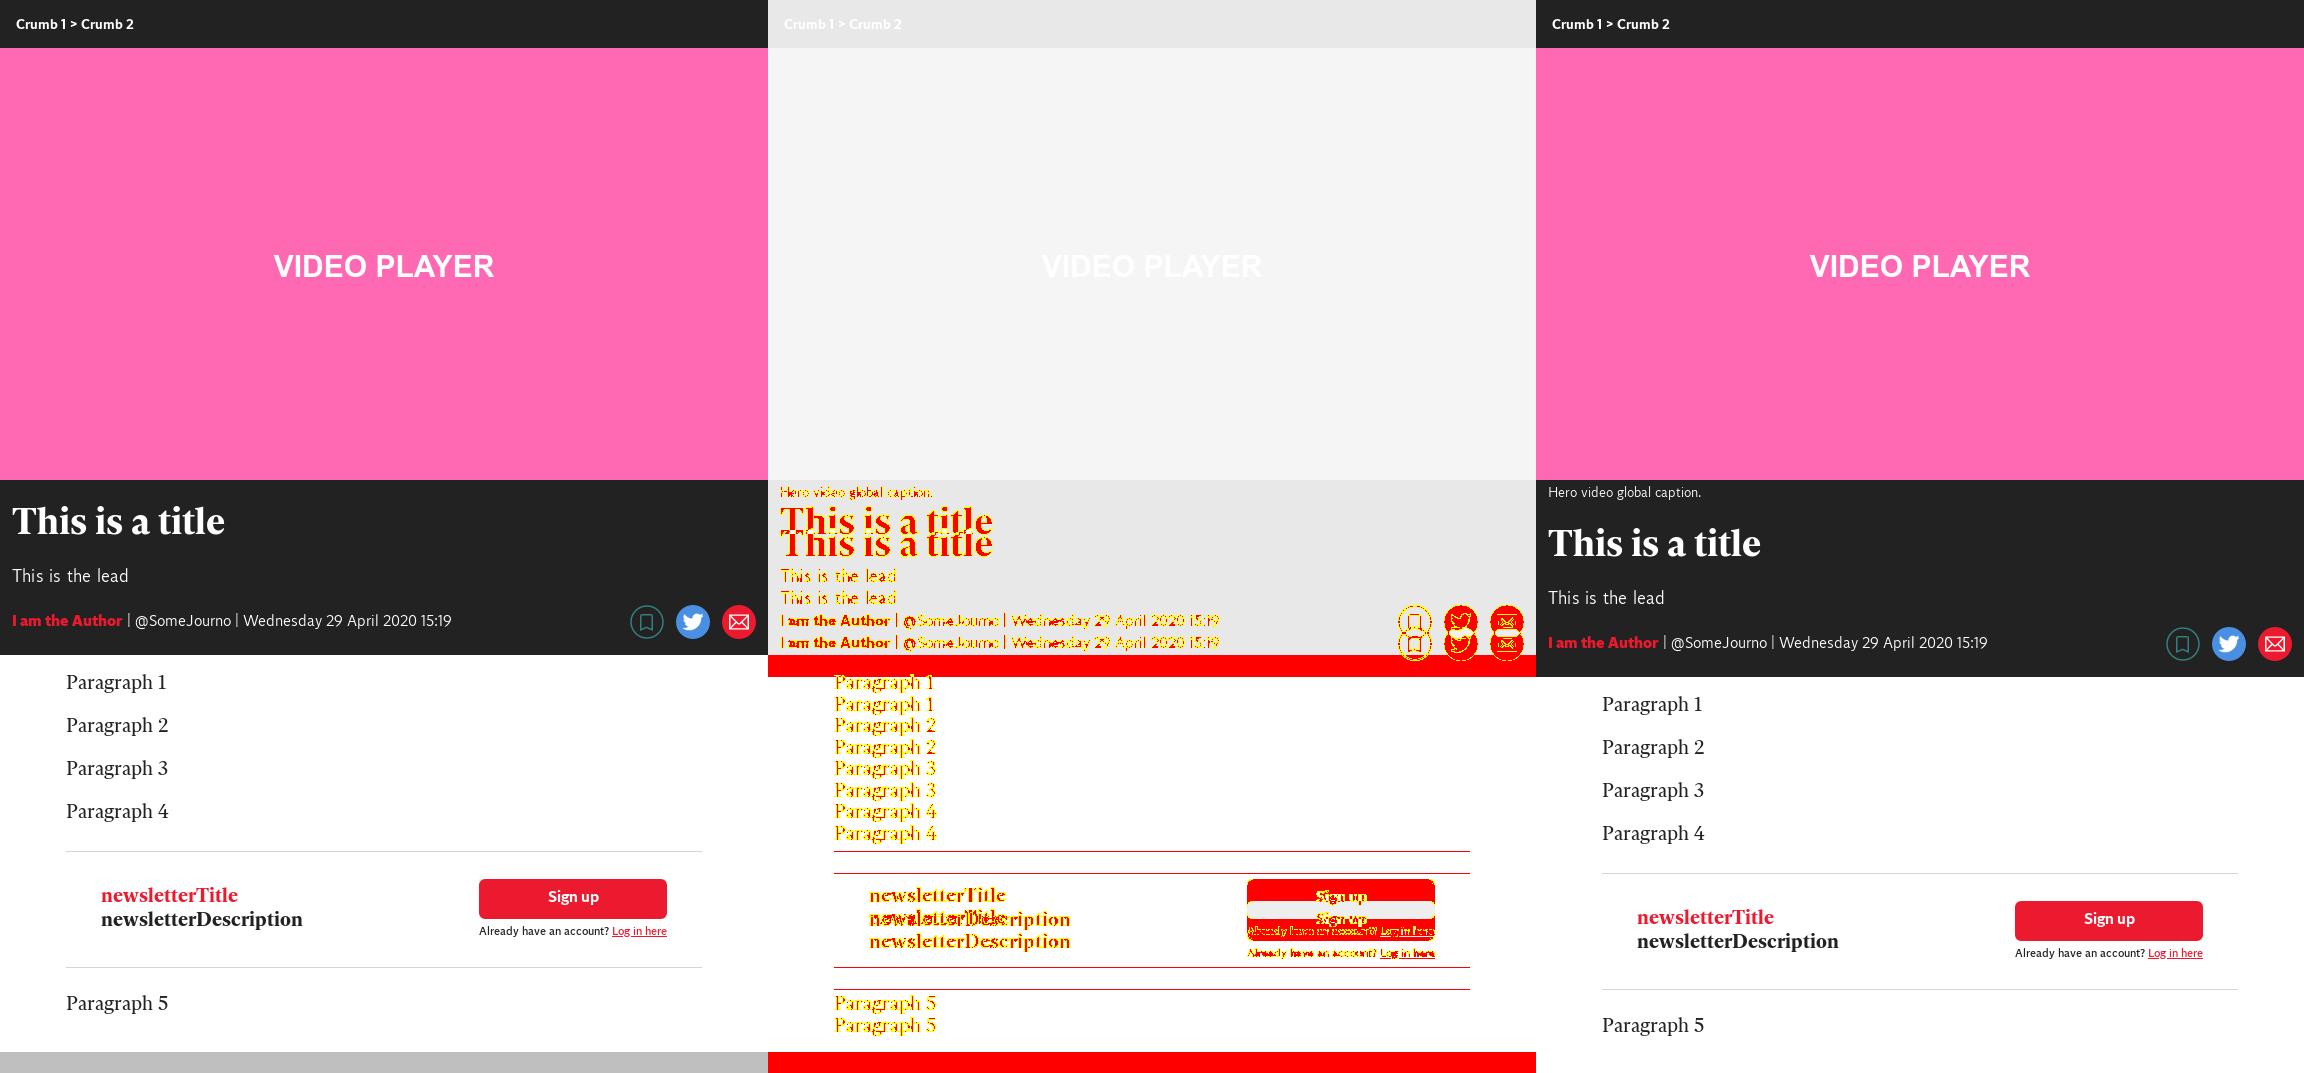 Crumb 1 > Crumb 2
VIDEO PLAYER
This is a title
This is the lead
I am the Author | @SomeJourno | Wednesday 29 April 2020 15:19
Paragraph 1
Paragraph 2
Paragraph 3
Paragraph 4
newsletterTitle
newsletterDescription
Sign up
Already have an account? Log in here
Paragraph 5
Crumb 1 > Crumb 2
VIDEO PLAYER
Hero video global caption.
This is a title
This is a title
This is the lead
This is the lead
I am the Author | @SomeJourno | Wednesday 29 April 2020 15:19
I am the Author | @SomeJourno | Wednesday 29 April 2020 15:19
Paragraph 1
Paragraph 1
Paragraph 2
Paragraph 2
Paragraph 3
Paragraph 3
Paragraph 4
Paragraph 4
newsletterTitle
newsletterTitle
newsletterDescription
newsletterDescription
Sign up
Sign up
Already have an account? Log in here
Already have an account? Log in here
Paragraph 5
Paragraph 5
Crumb 1 > Crumb 2
VIDEO PLAYER
Hero video global caption.
This is a title
This is the lead
I am the Author | @SomeJourno | Wednesday 29 April 2020 15:19
Paragraph 1
Paragraph 2
Paragraph 3
Paragraph 4
newsletterTitle
newsletterDescription
Sign up
Already have an account? Log in here
Paragraph 5